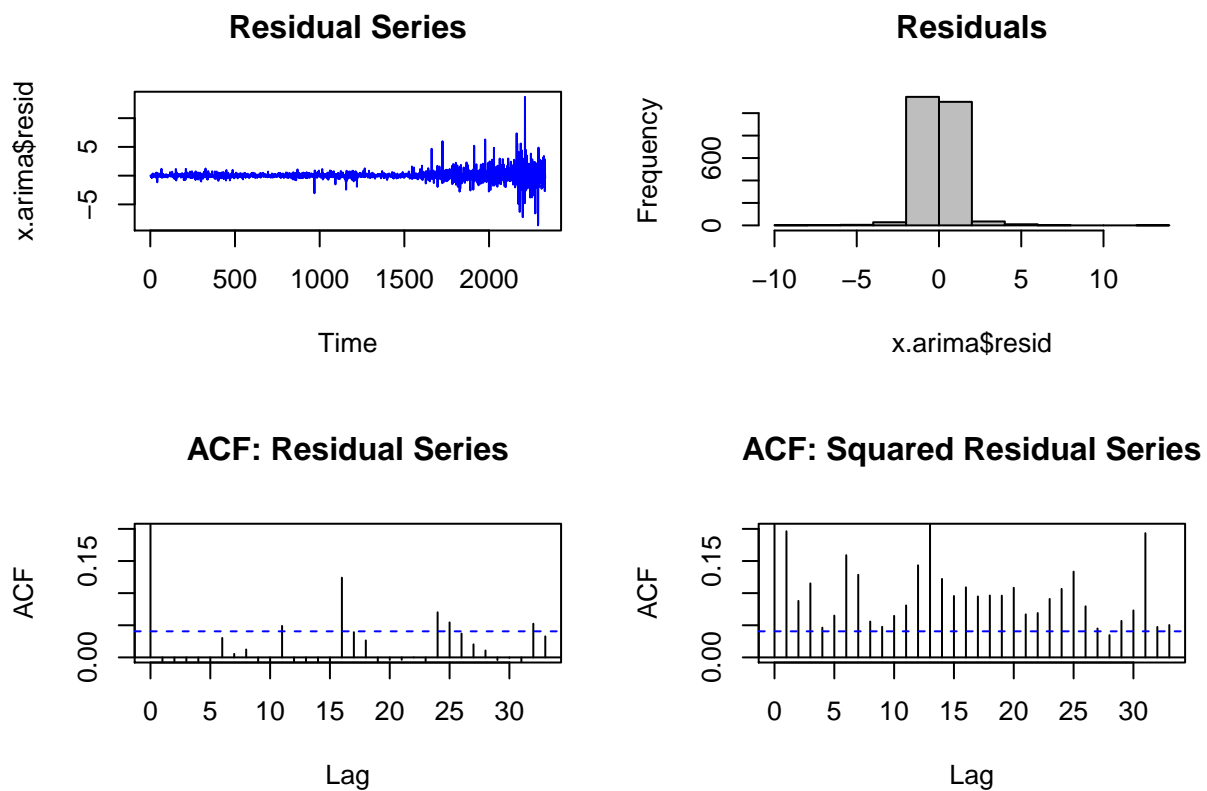 Residual Series
x.arima$resid
5
−5
0 500 1000 1500 2000
Time
Residuals
Frequency
600
0
−10 −5 0 5 10
x.arima$resid
ACF: Residual Series
ACF
0.15
0.00
0 5 10 15 20 25 30
Lag
ACF: Squared Residual Series
ACF
0.15
0.00
0 5 10 15 20 25 30
Lag